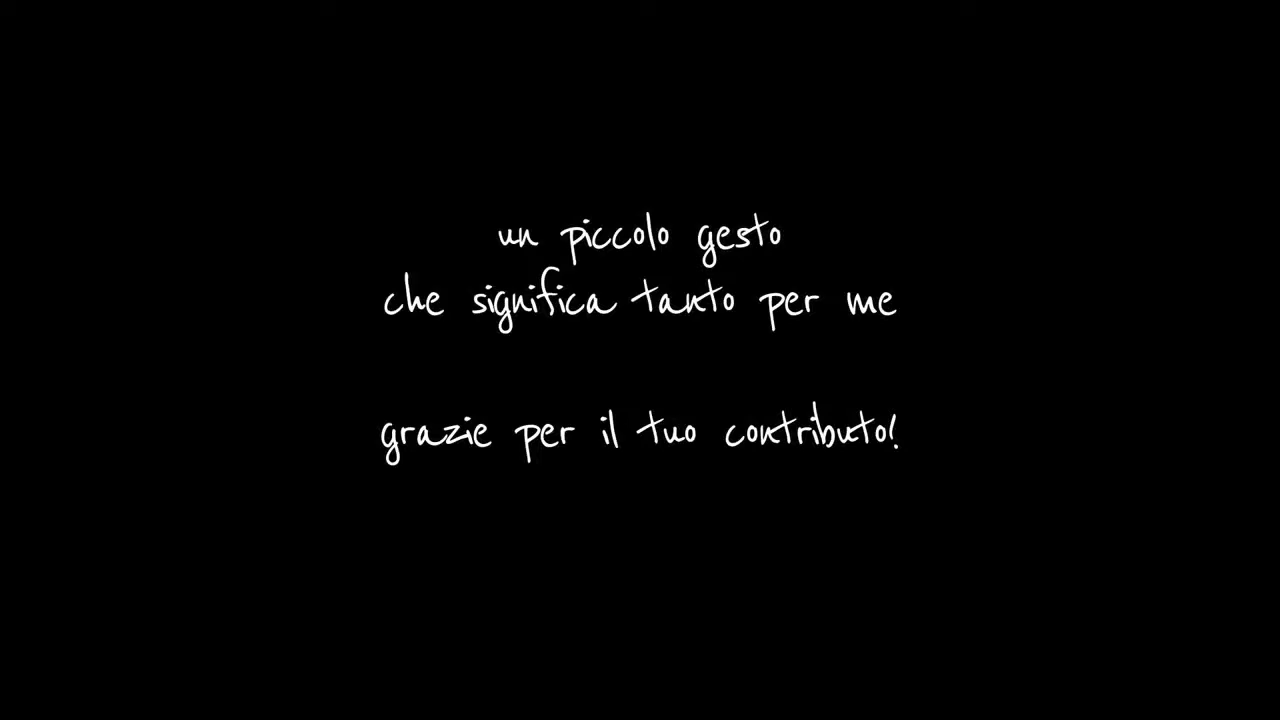 un piccolo gesto
che significa tanto per me
grazie per il tuo contributo!